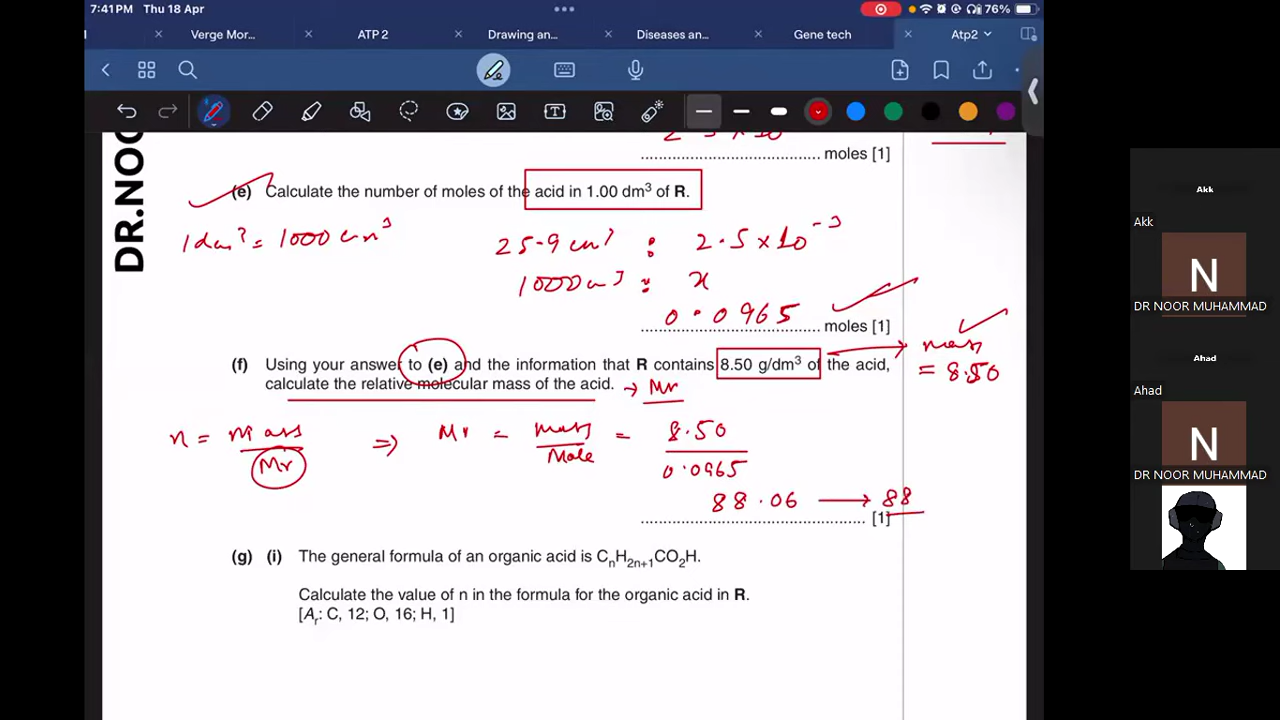 7:41PM Thu 18 Apr
76%
Verge Mor...
ATP 2
Drawing an...
Diseases an...
Gene tech
Atp2
DR.NOO
moles [1]
(e) Calculate the number of moles of the acid in 1.00 dm³ of R.
1dm³ = 1000 cm³
25.9 cm³ : 2.5 × 10⁻³
1000 cm³ : x
0.0965 moles [1]
(f) Using your answer to (e) and the information that R contains 8.50 g/dm³ of the acid,
calculate the relative molecular mass of the acid. → Mr
mass
= 8.50
n = mass / Mr ⇒ Mr = mass / Mole = 8.50 / 0.0965
88.06 → 88
[1]
(g) (i) The general formula of an organic acid is CₙH₂ₙ₊₁CO₂H.
Calculate the value of n in the formula for the organic acid in R.
[Aᵣ: C, 12; O, 16; H, 1]
Akk
Akk
N
DR NOOR MUHAMMAD
Ahad
Ahad
N
DR NOOR MUHAMMAD